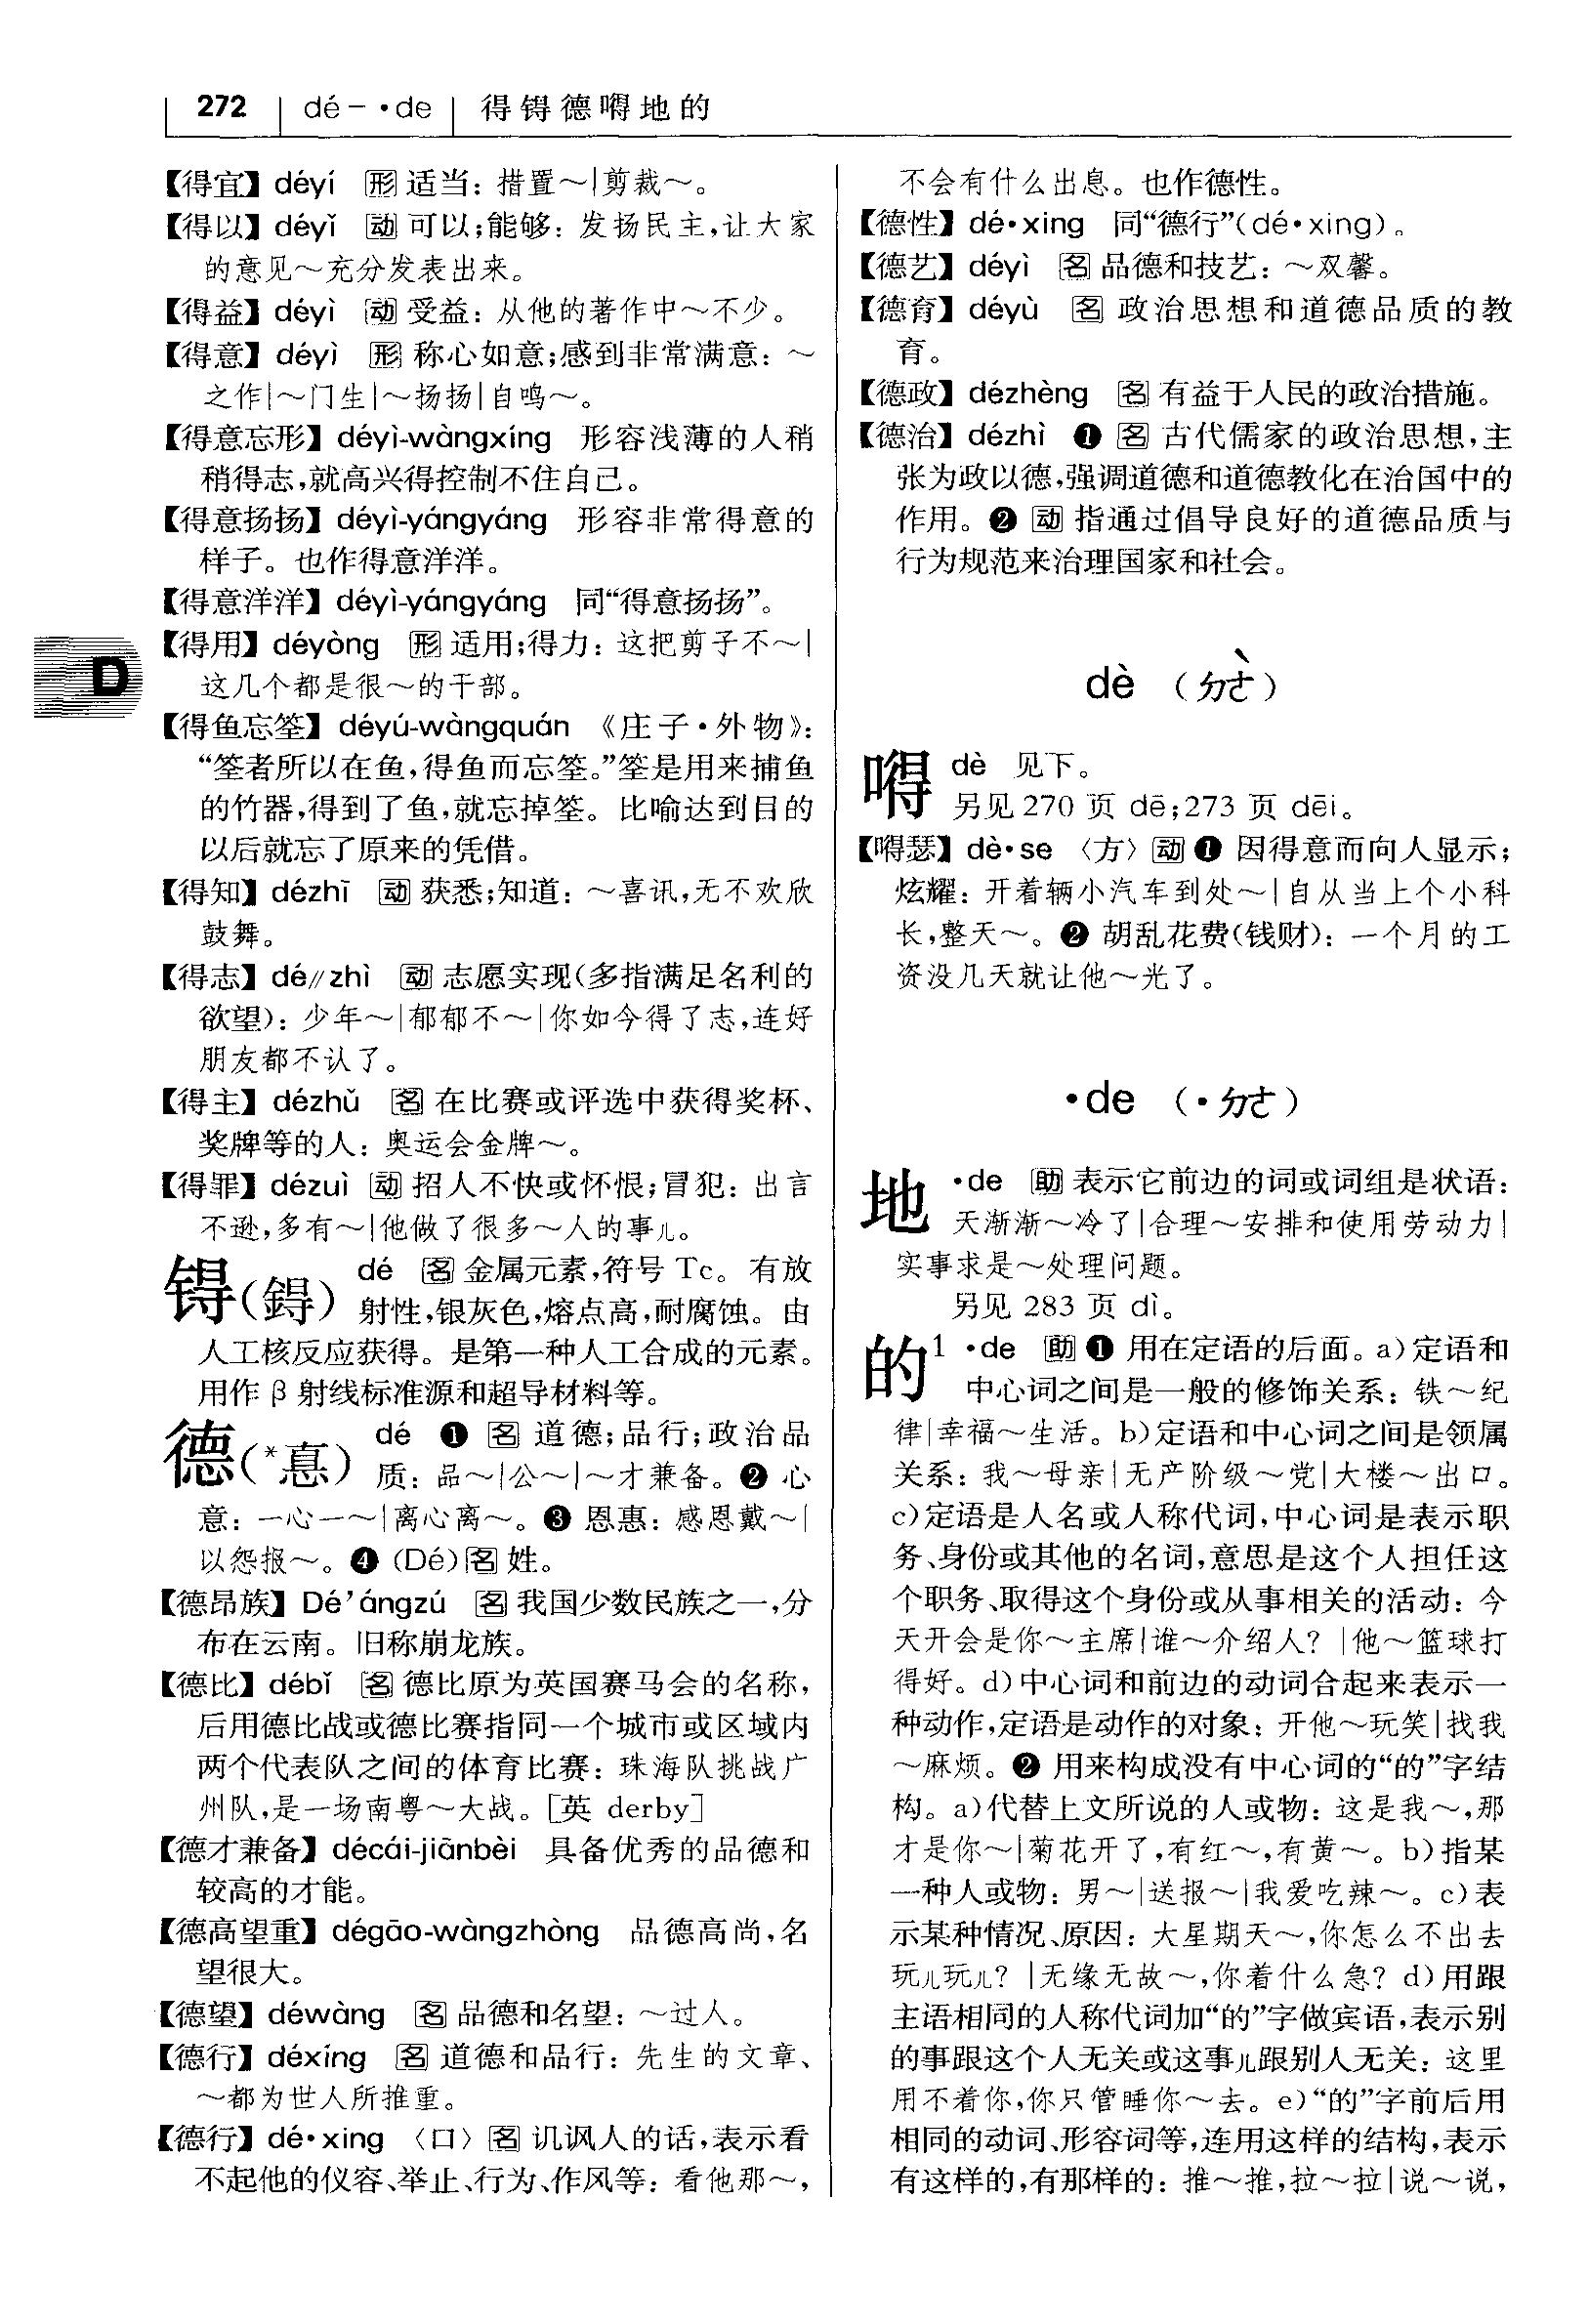 272 dé－·de 得锝德嘚地的
【得宜】déyí 形 适当：措置～|剪裁～。
【得以】déyǐ 动 可以;能够：发扬民主,让大家
的意见～充分发表出来。
【得益】déyì 动 受益：从他的著作中～不少。
【得意】déyì 形 称心如意;感到非常满意：～
之作|～门生|～扬扬|自鸣～。
【得意忘形】déyì-wàngxíng 形容浅薄的人稍
稍得志,就高兴得控制不住自己。
【得意扬扬】déyì-yángyáng 形容非常得意的
样子。也作得意洋洋。
【得意洋洋】déyì-yángyáng 同“得意扬扬”。
【得用】déyòng 形 适用;得力：这把剪子不～|
这几个都是很～的干部。
D
【得鱼忘筌】déyú-wàngquán 《庄子·外物》：
“筌者所以在鱼,得鱼而忘筌。”筌是用来捕鱼
的竹器,得到了鱼,就忘掉筌。比喻达到目的
以后就忘了原来的凭借。
【得知】dézhī 动 获悉;知道：～喜讯,无不欢欣
鼓舞。
【得志】dé∥zhì 动 志愿实现(多指满足名利的
欲望)：少年～|郁郁不～|你如今得了志,连好
朋友都不认了。
【得主】dézhǔ 名 在比赛或评选中获得奖杯、
奖牌等的人：奥运会金牌～。
【得罪】dézuì 动 招人不快或怀恨;冒犯：出言
不逊,多有～|他做了很多～人的事儿。
锝(鍀) dé 名 金属元素,符号 Tc。有放
射性,银灰色,熔点高,耐腐蚀。由
人工核反应获得。是第一种人工合成的元素。
用作 β 射线标准源和超导材料等。
德(*悳) dé ❶ 名 道德;品行;政治品
质：品～|公～|～才兼备。❷ 心
意：一心一～|离心离～。❸ 恩惠：感恩戴～|
以怨报～。❹ (Dé)名 姓。
【德昂族】Dé’ángzú 名 我国少数民族之一,分
布在云南。旧称崩龙族。
【德比】débǐ 名 德比原为英国赛马会的名称,
后用德比战或德比赛指同一个城市或区域内
两个代表队之间的体育比赛：珠海队挑战广
州队,是一场南粤～大战。[英 derby]
【德才兼备】décái-jiānbèi 具备优秀的品德和
较高的才能。
【德高望重】dégāo-wàngzhòng 品德高尚,名
望很大。
【德望】déwàng 名 品德和名望：～过人。
【德行】déxíng 名 道德和品行：先生的文章、
～都为世人所推重。
【德行】dé·xing 〈口〉名 讥讽人的话,表示看
不起他的仪容、举止、行为、作风等：看他那～,
不会有什么出息。也作德性。
【德性】dé·xing 同“德行”(dé·xing)。
【德艺】déyì 名 品德和技艺：～双馨。
【德育】déyù 名 政治思想和道德品质的教
育。
【德政】dézhèng 名 有益于人民的政治措施。
【德治】dézhì ❶ 名 古代儒家的政治思想,主
张为政以德,强调道德和道德教化在治国中的
作用。❷ 动 指通过倡导良好的道德品质与
行为规范来治理国家和社会。
dè （ㄉㄜˋ）
嘚 dè 见下。
另见270 页 dē;273 页 dēi。
【嘚瑟】dè·se 〈方〉动 ❶ 因得意而向人显示;
炫耀：开着辆小汽车到处～|自从当上个小科
长,整天～。❷ 胡乱花费(钱财)：一个月的工
资没几天就让他～光了。
·de （·ㄉㄜ）
地 ·de 助 表示它前边的词或词组是状语：
天渐渐～冷了|合理～安排和使用劳动力|
实事求是～处理问题。
另见 283 页 dì。
的1 ·de 助 ❶ 用在定语的后面。a)定语和
中心词之间是一般的修饰关系：铁～纪
律|幸福～生活。b)定语和中心词之间是领属
关系：我～母亲|无产阶级～党|大楼～出口。
c)定语是人名或人称代词,中心词是表示职
务、身份或其他的名词,意思是这个人担任这
个职务、取得这个身份或从事相关的活动：今
天开会是你～主席|谁～介绍人？|他～篮球打
得好。d)中心词和前边的动词合起来表示一
种动作,定语是动作的对象：开他～玩笑|找我
～麻烦。❷ 用来构成没有中心词的“的”字结
构。a)代替上文所说的人或物：这是我～,那
才是你～|菊花开了,有红～,有黄～。b)指某
一种人或物：男～|送报～|我爱吃辣～。c)表
示某种情况、原因：大星期天～,你怎么不出去
玩儿玩儿？|无缘无故～,你着什么急？d)用跟
主语相同的人称代词加“的”字做宾语,表示别
的事跟这个人无关或这事儿跟别人无关：这里
用不着你,你只管睡你～去。e)“的”字前后用
相同的动词、形容词等,连用这样的结构,表示
有这样的,有那样的：推～推,拉～拉|说～说,